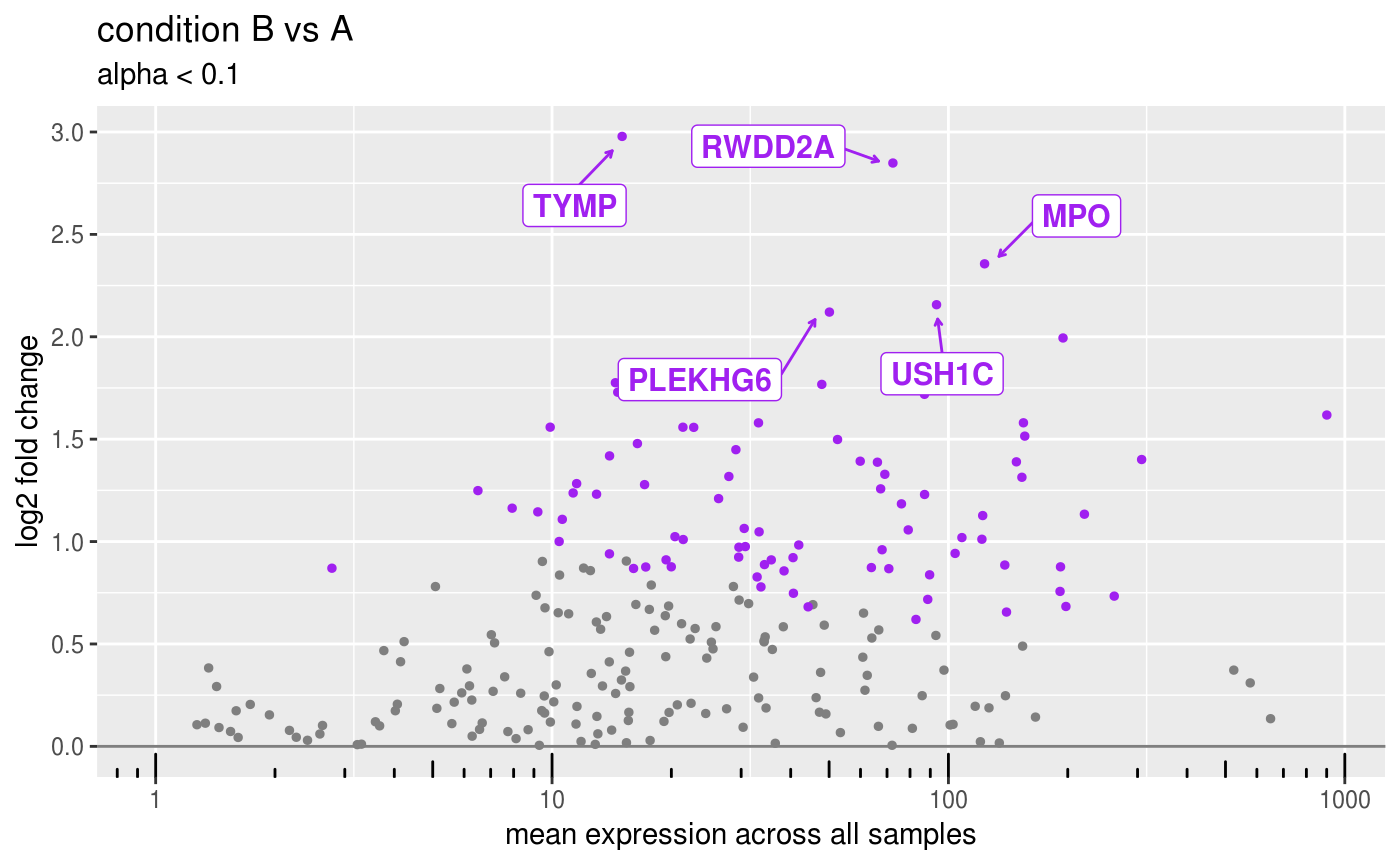 condition B vs A
alpha < 0.1
3.0
2.5
2.0
1.5
1.0
0.5
0.0
log2 fold change
RWDD2A
TYMP
MPO
PLEKHG6
USH1C
1
10
100
1000
mean expression across all samples